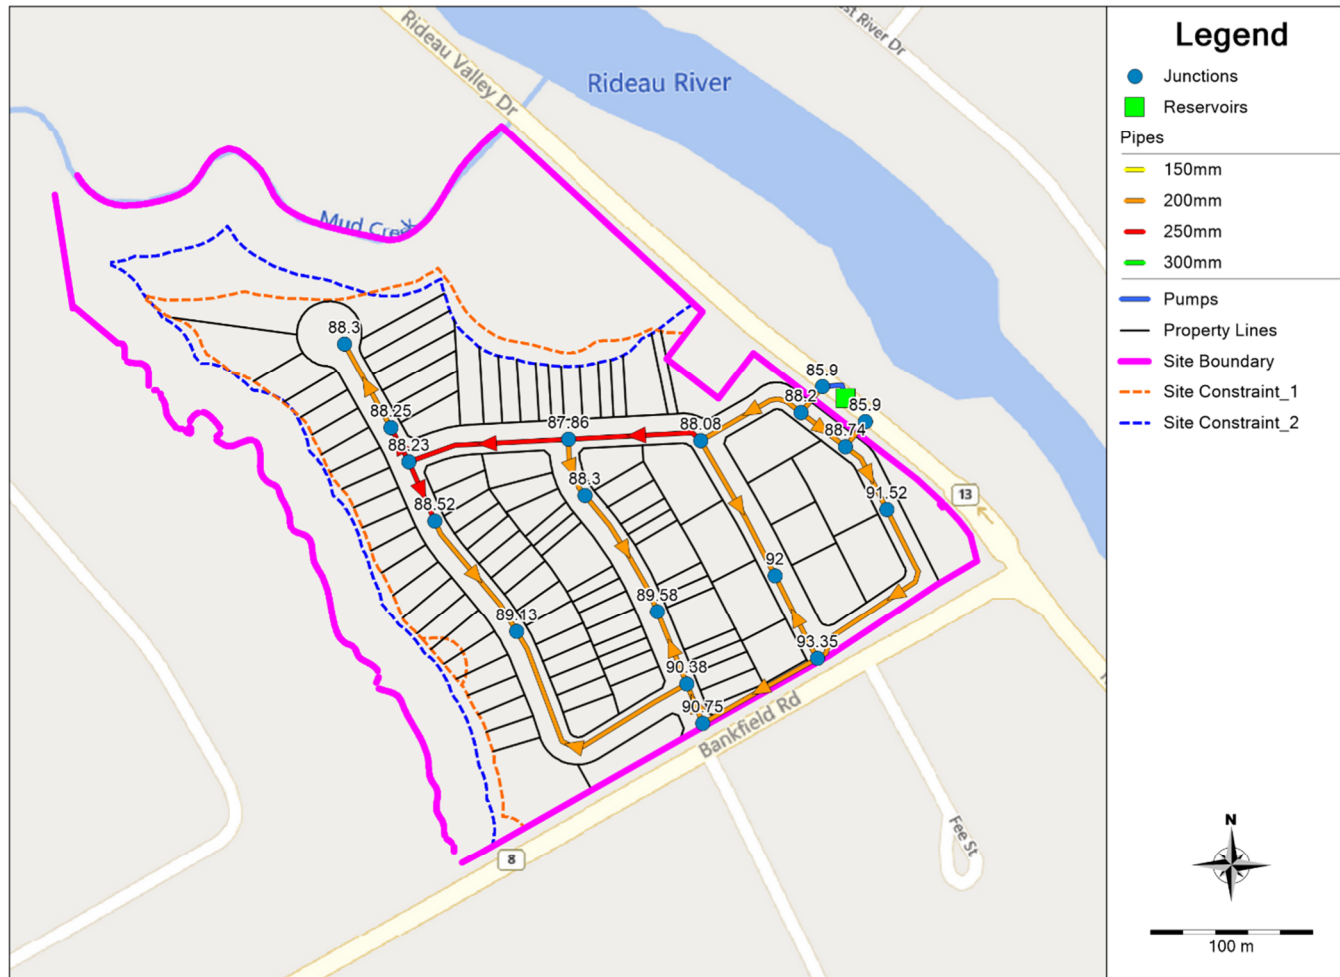 Rideau Valley Dr
st River Dr
Rideau River
Mud Creek
88.3
85.9
88.25
88.2
85.9
87.86
88.08
88.23
88.74
88.3
88.52
91.52
13
92
89.58
89.13
93.35
90.38
90.75
Bankfield Rd
8
Fee St
Legend
Junctions
Reservoirs
Pipes
150mm
200mm
250mm
300mm
Pumps
Property Lines
Site Boundary
Site Constraint_1
Site Constraint_2
N
100 m